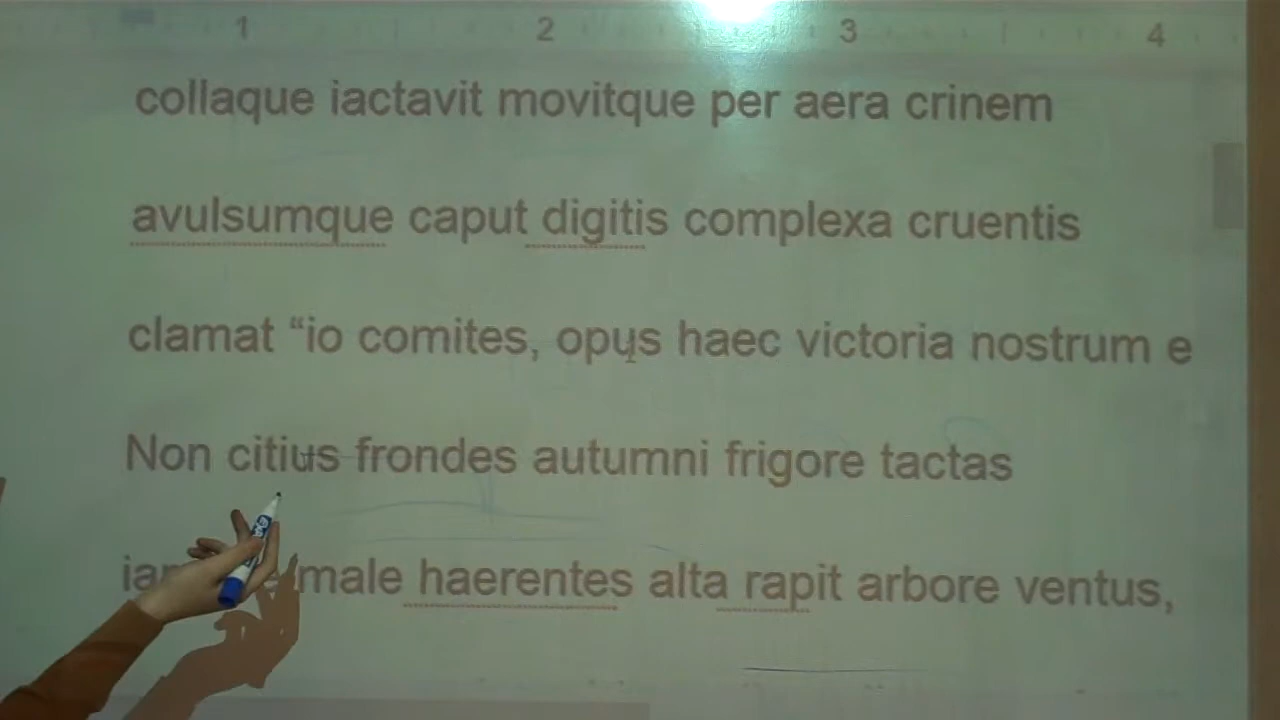 1 2 3 4
collaque iactavit movitque per aera crinem
avulsumque caput digitis complexa cruentis
clamat “io comites, opus haec victoria nostrum e
Non citius frondes autumni frigore tactas
male haerentes alta rapit arbore ventus,